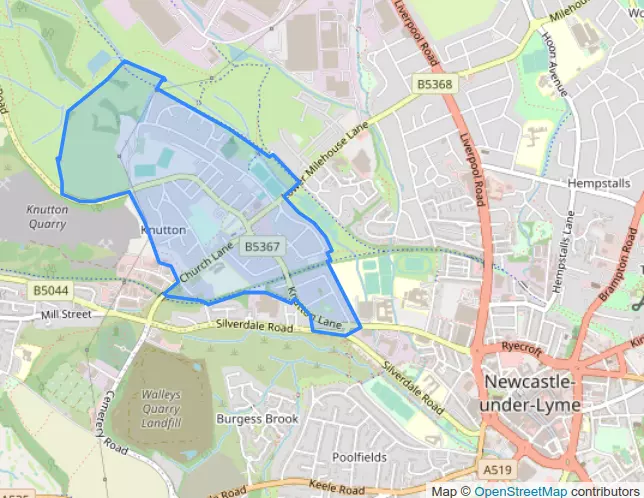 Liverpool Road
Milehouse
Hoon Avenue
B5368
Lower Milehouse Lane
Liverpool Road
Hempstalls
Hempstalls Lane
Brampton Road
Road
Knutton
Quarry
Knutton
Church Lane
B5367
B5044
Mill Street
Knutton Lane
Silverdale Road
Ryecroft
Walleys
Quarry
Landfill
Cemetery Road
Silverdale Road
Newcastle-
under-Lyme
Burgess Brook
Poolfields
A519
A525
Keele Road
Map © OpenStreetMap contributors